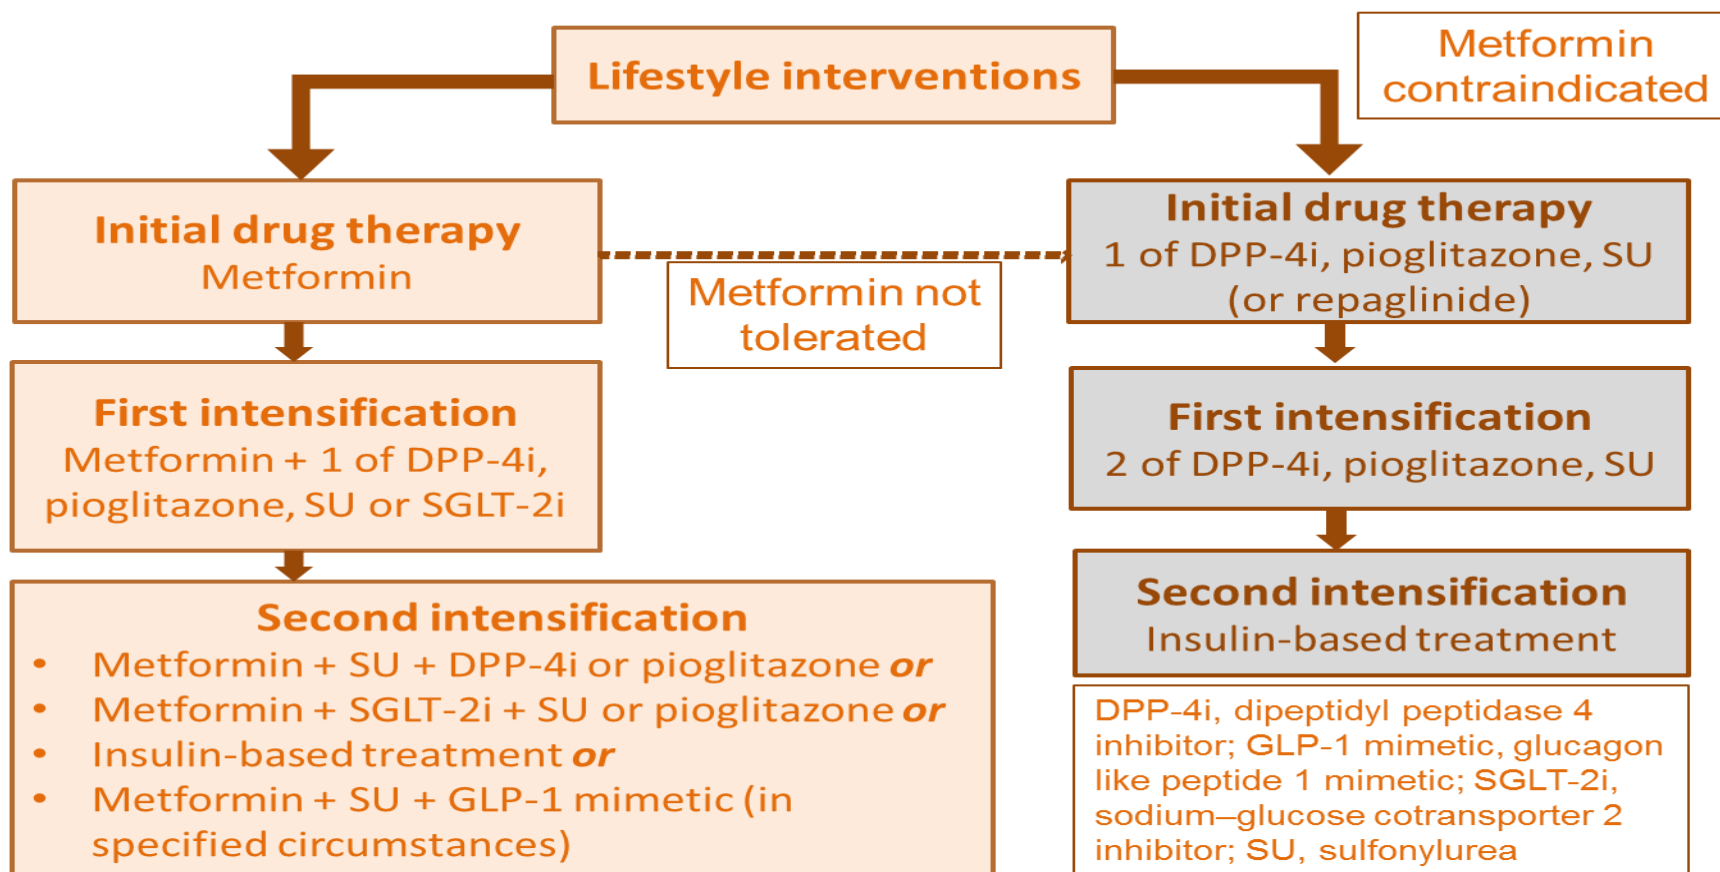 Lifestyle interventions
Metformin
contraindicated
Initial drug therapy
Metformin
Metformin not
tolerated
Initial drug therapy
1 of DPP-4i, pioglitazone, SU
(or repaglinide)
First intensification
Metformin + 1 of DPP-4i,
pioglitazone, SU or SGLT-2i
First intensification
2 of DPP-4i, pioglitazone, SU
Second intensification
• Metformin + SU + DPP-4i or pioglitazone or
• Metformin + SGLT-2i + SU or pioglitazone or
• Insulin-based treatment or
• Metformin + SU + GLP-1 mimetic (in
specified circumstances)
Second intensification
Insulin-based treatment
DPP-4i, dipeptidyl peptidase 4
inhibitor; GLP-1 mimetic, glucagon
like peptide 1 mimetic; SGLT-2i,
sodium–glucose cotransporter 2
inhibitor; SU, sulfonylurea